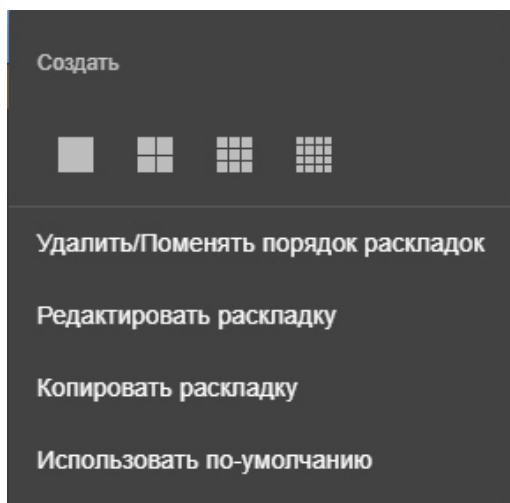 Создать
Удалить/Поменять порядок раскладок
Редактировать раскладку
Копировать раскладку
Использовать по-умолчанию